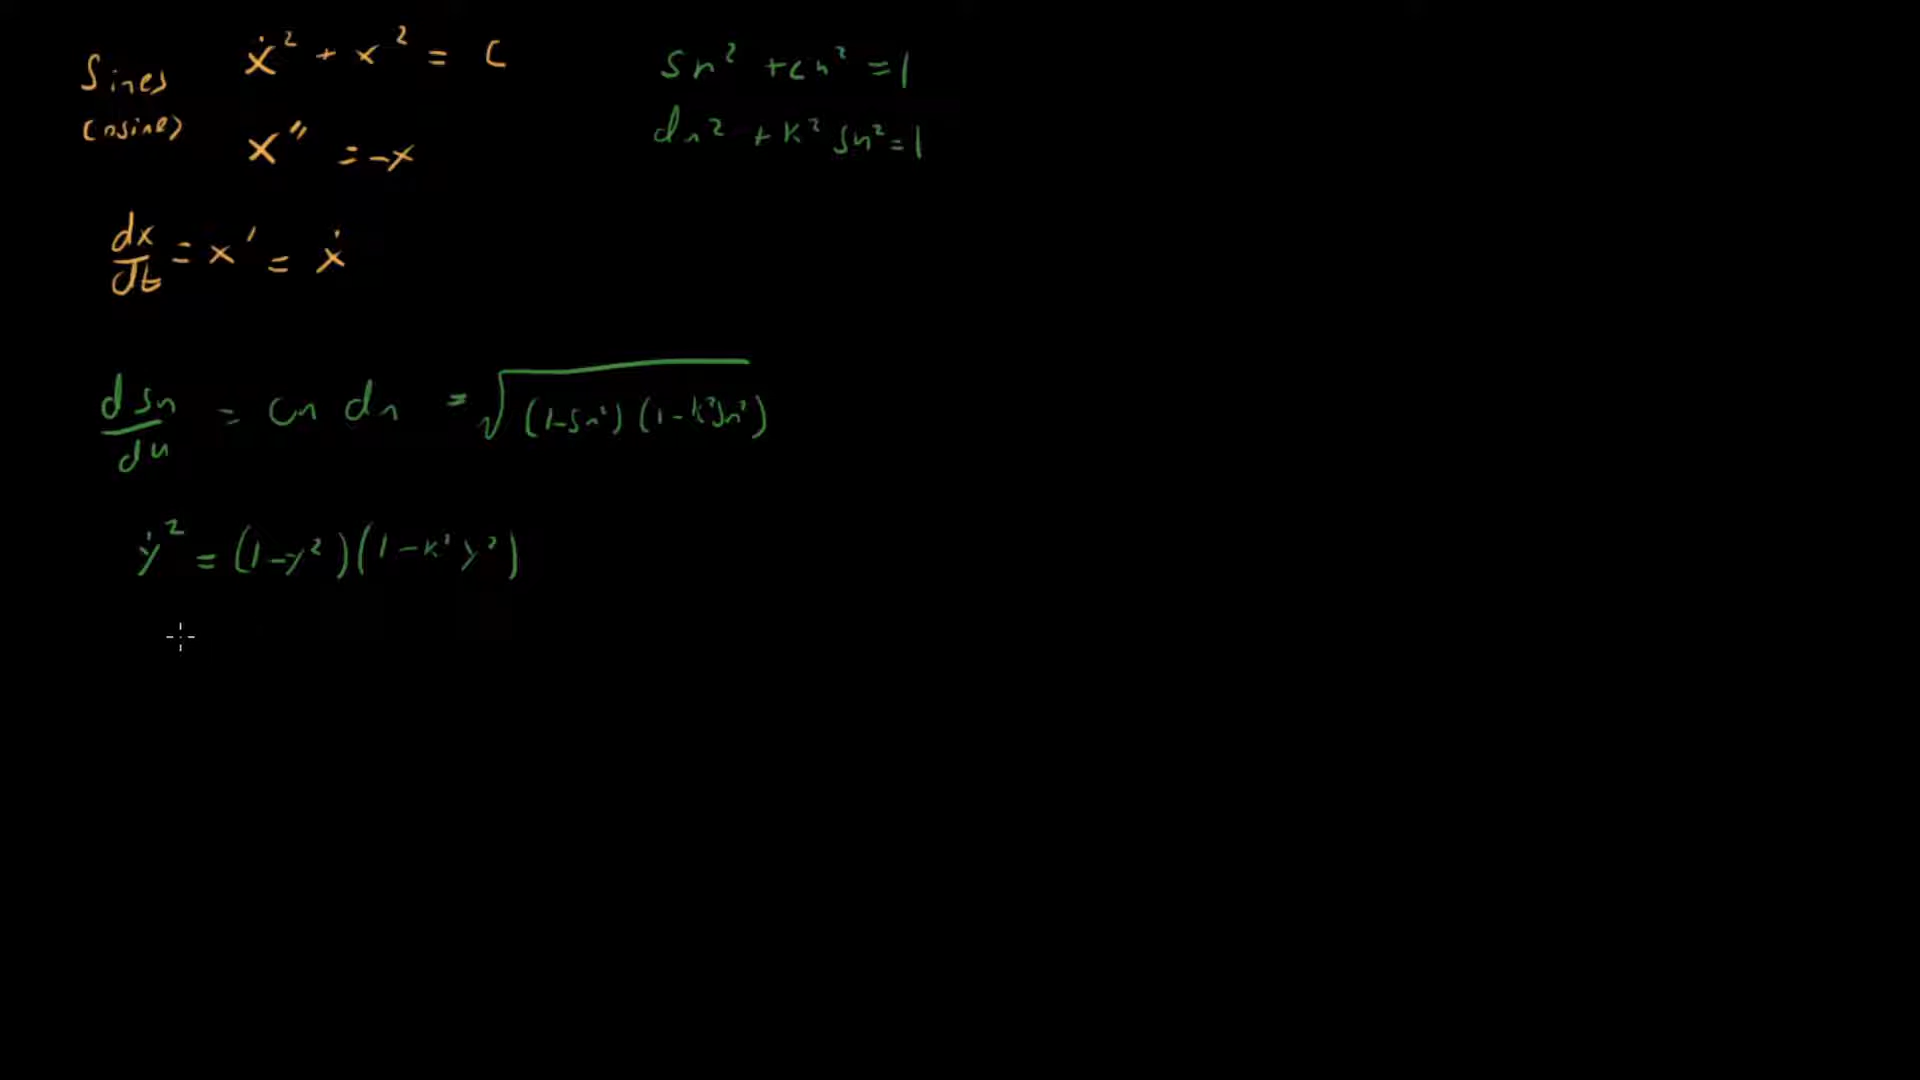 Sines ẋ² + x² = c
(cosine)
x″ = -x
dx/dt = x′ = ẋ
sn² + cn² = 1
dn² + k² sn² = 1
d sn/du = cn dn = √((1-sn²)(1-k²sn²))
ẏ² = (1-y²)(1-k²y²)